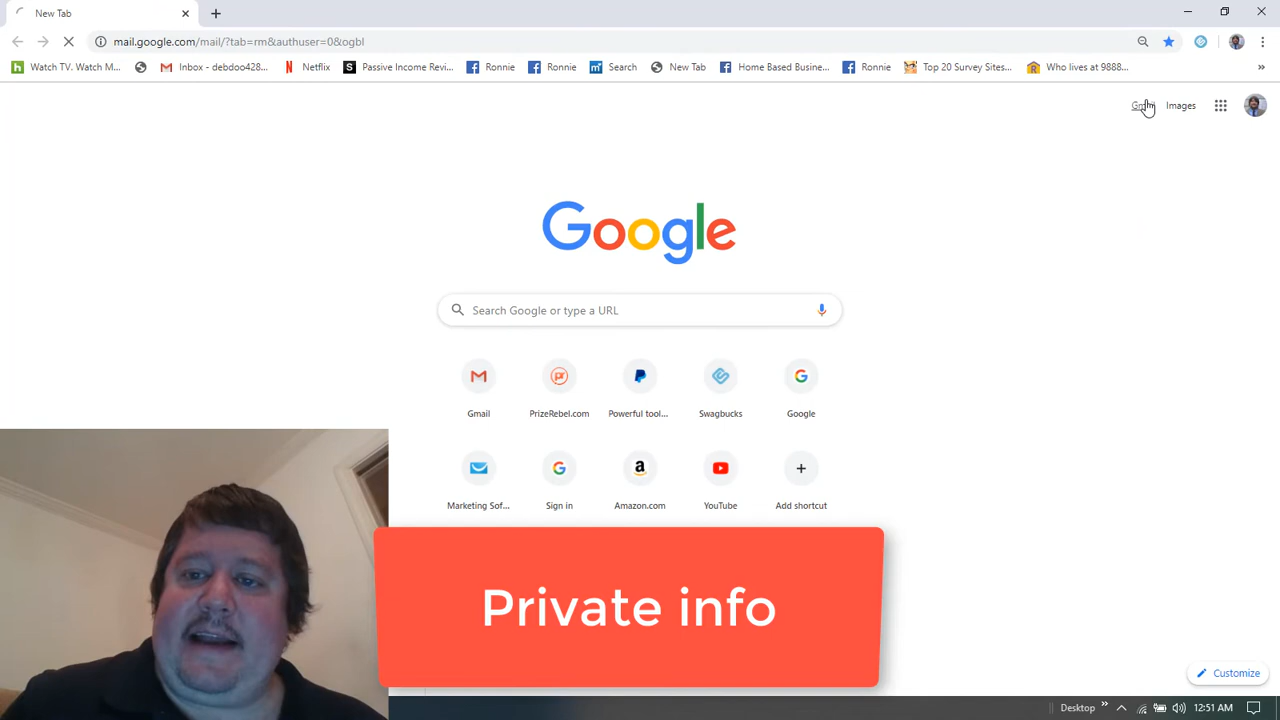 New Tab
mail.google.com/mail/?tab=rm&authuser=0&ogbl
Watch TV. Watch M...
Inbox - debdoo428...
Netflix
Passive Income Revi...
Ronnie
Ronnie
Search
New Tab
Home Based Busine...
Ronnie
Top 20 Survey Sites...
Who lives at 9888...
»
Gmail
Images
Google
Search Google or type a URL
Gmail
PrizeRebel.com
Powerful tool...
Swagbucks
Google
Marketing Sof...
Sign in
Amazon.com
YouTube
Add shortcut
Private info
Customize
Desktop
»
12:51 AM